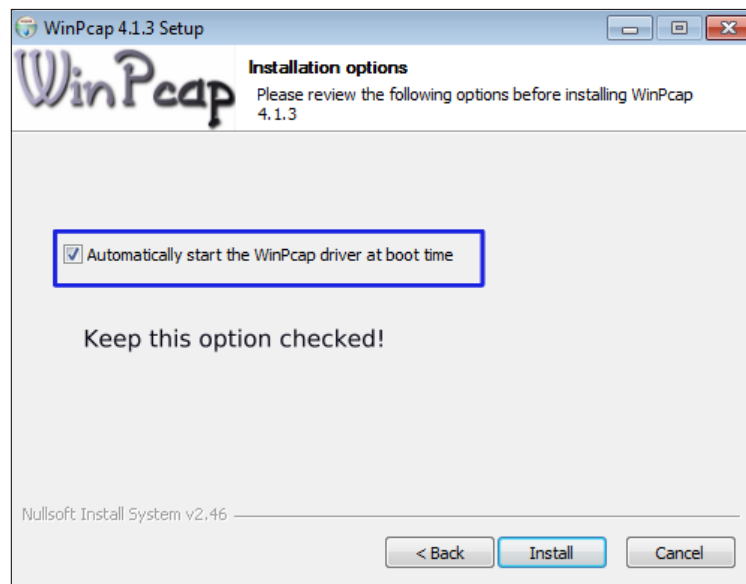 WinPcap 4.1.3 Setup
WinPcap
Installation options
Please review the following options before installing WinPcap
4.1.3
Automatically start the WinPcap driver at boot time
Keep this option checked!
Nullsoft Install System v2.46
< Back
Install
Cancel